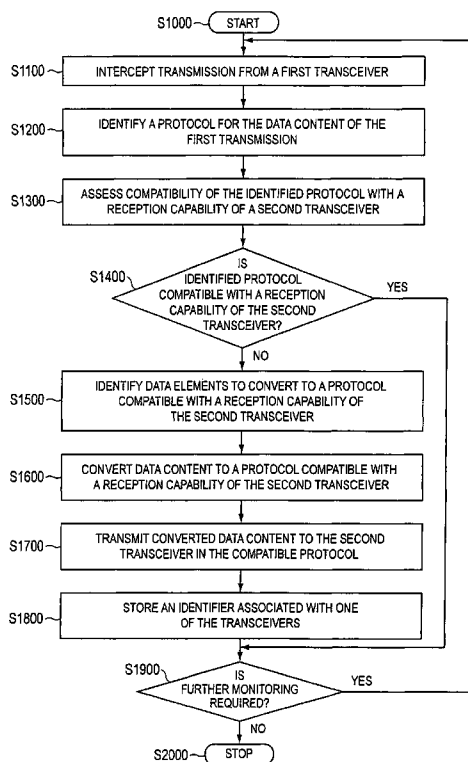 S1000
START
S1100
INTERCEPT TRANSMISSION FROM A FIRST TRANSCEIVER
S1200
IDENTIFY A PROTOCOL FOR THE DATA CONTENT OF THE
FIRST TRANSMISSION
S1300
ASSESS COMPATIBILITY OF THE IDENTIFIED PROTOCOL WITH A
RECEPTION CAPABILITY OF A SECOND TRANSCEIVER
S1400
IS
IDENTIFIED PROTOCOL
COMPATIBLE WITH A RECEPTION
CAPABILITY OF THE SECOND
TRANSCEIVER?
YES
NO
S1500
IDENTIFY DATA ELEMENTS TO CONVERT TO A PROTOCOL
COMPATIBLE WITH A RECEPTION CAPABILITY OF
THE SECOND TRANSCEIVER
S1600
CONVERT DATA CONTENT TO A PROTOCOL COMPATIBLE WITH
A RECEPTION CAPABILITY OF THE SECOND TRANSCEIVER
S1700
TRANSMIT CONVERTED DATA CONTENT TO THE SECOND
TRANSCEIVER IN THE COMPATIBLE PROTOCOL
S1800
STORE AN IDENTIFIER ASSOCIATED WITH ONE
OF THE TRANSCEIVERS
S1900
IS
FURTHER MONITORING
REQUIRED?
YES
NO
S2000
STOP